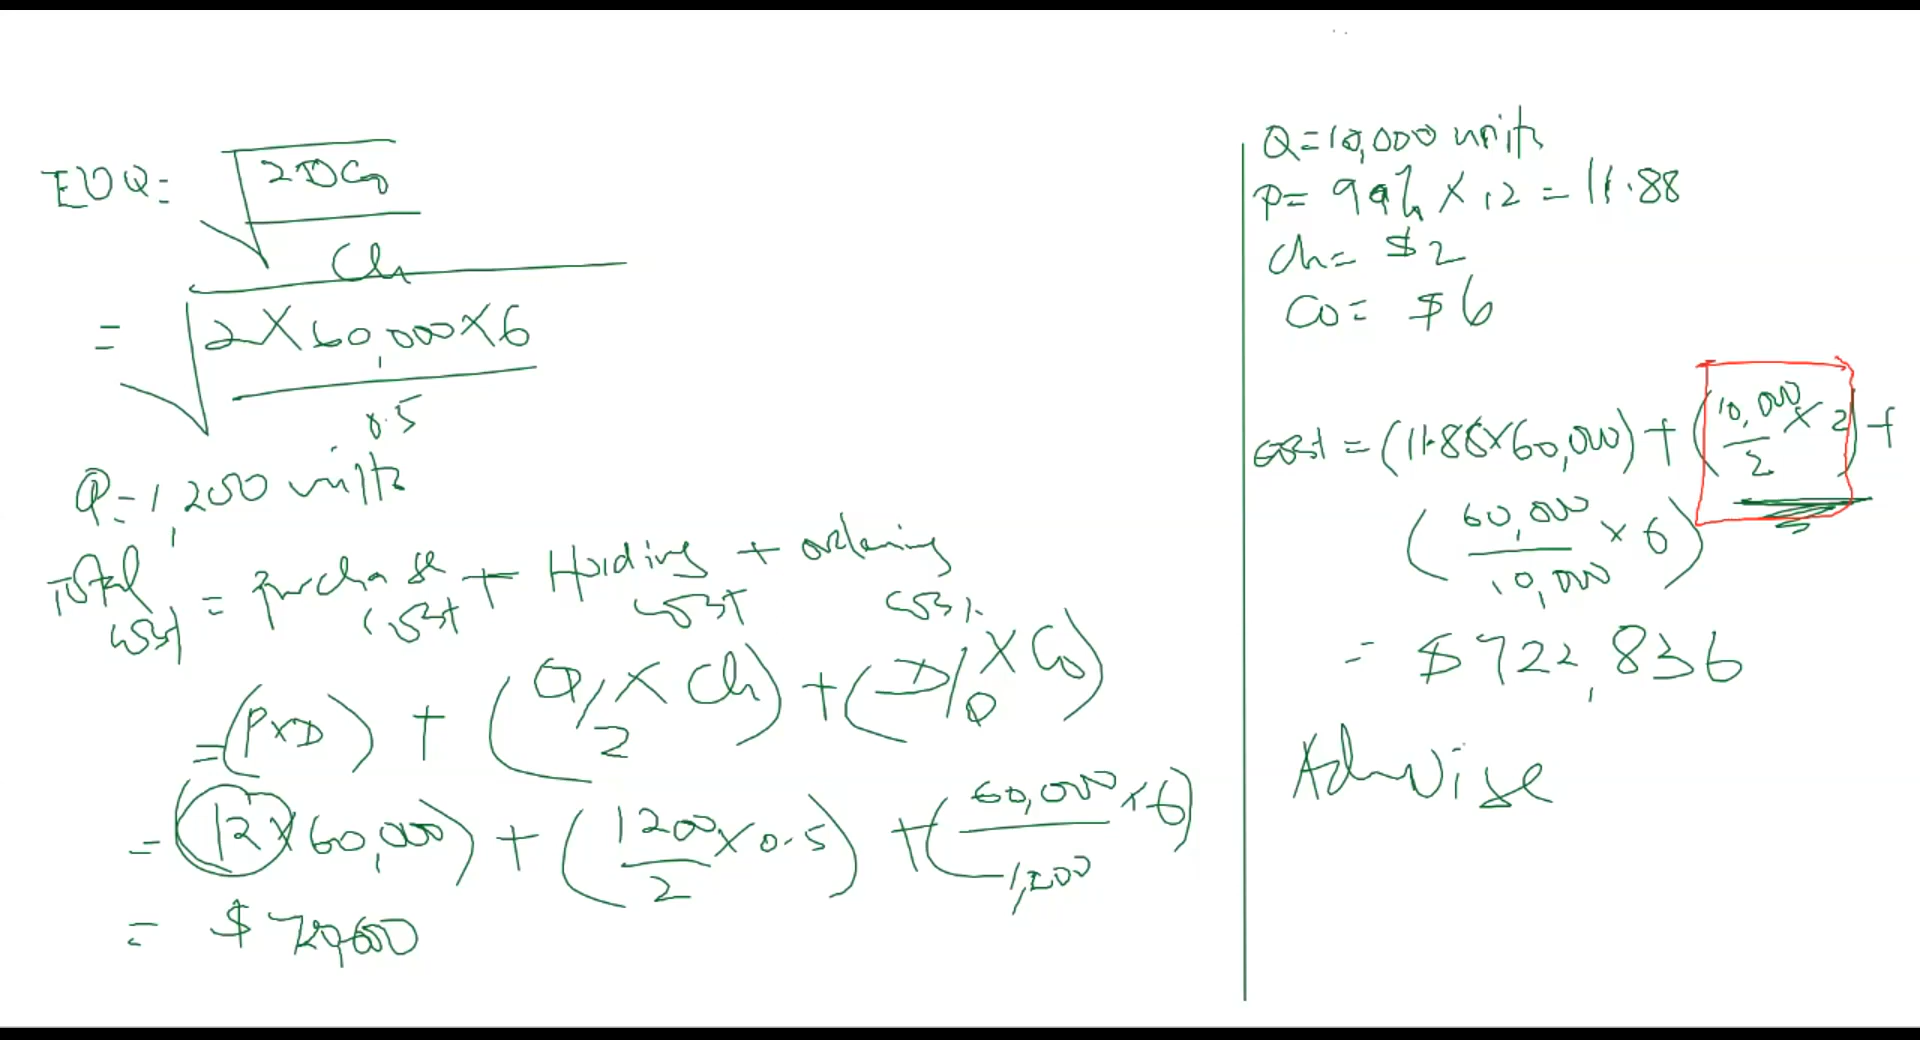 EOQ = √2DCo
Ch
= √2 × 60,000 × 6
0.5
Q = 1,200 units
Total cost = purchase cost + Holding cost + ordering cost
= (P×D) + (Q/2 × Ch) + (D/Q × Co)
= (12 × 60,000) + (1200/2 × 0.5) + (60,000/1,200 × 6)
= $720,600
Q = 10,000 units
P = 99% × 12 = 11.88
Ch = $2
Co = $6
cost = (11.88 × 60,000) + (10,000/2 × 2) +
(60,000/10,000 × 6)
= $722,836
Advise